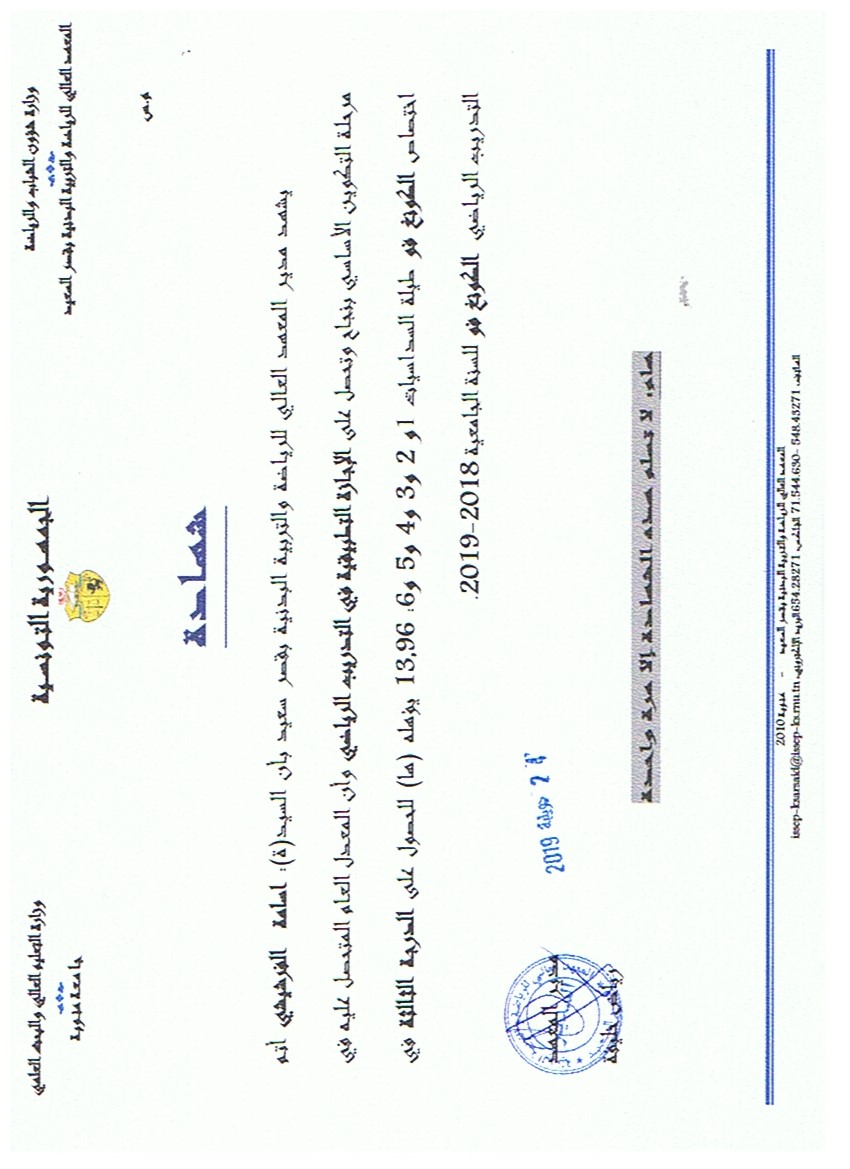 وزارة شؤون الشباب والرياضة
المعهد العالي للرياضة والتربية البدنية بقصر السعيد
الجمهورية التونسية
وزارة التعليم العالي والبحث العلمي
جامعة منوبة
م.س
شهادة
يشهد مدير المعهد العالي للرياضة والتربية البدنية بقصر سعيد بأن السيد(ة): اسامة الفرشيشي أتم
مرحلة التكوين الأساسي بنجاح وتحصل على الإجازة التطبيقية في التدريب الرياضي وأن المعدل العام المتحصل عليه في
اختصاص الكونغ فو طيلة السداسيات 1و 2 و3 و4 و5 و6: 13,96 يؤهله (ها) للحصول على الدرجة الثالثة في
التدريب الرياضي الكونغ فو للسنة الجامعية 2018-2019.
2 جويلية 2019
مدير المعهد
رياض خليفة
هام: لا تسلم هذه الشهادة إلا مرة واحدة
المعهد العالي للرياضة والتربية البدنية بقصر السعيد - منوبة 2010
الهاتف: 71.544.630- 548.43271 الفاكس: 654.28271 البريد الإلكتروني: issep-ksarsaid@issep-ks.rnu.tn